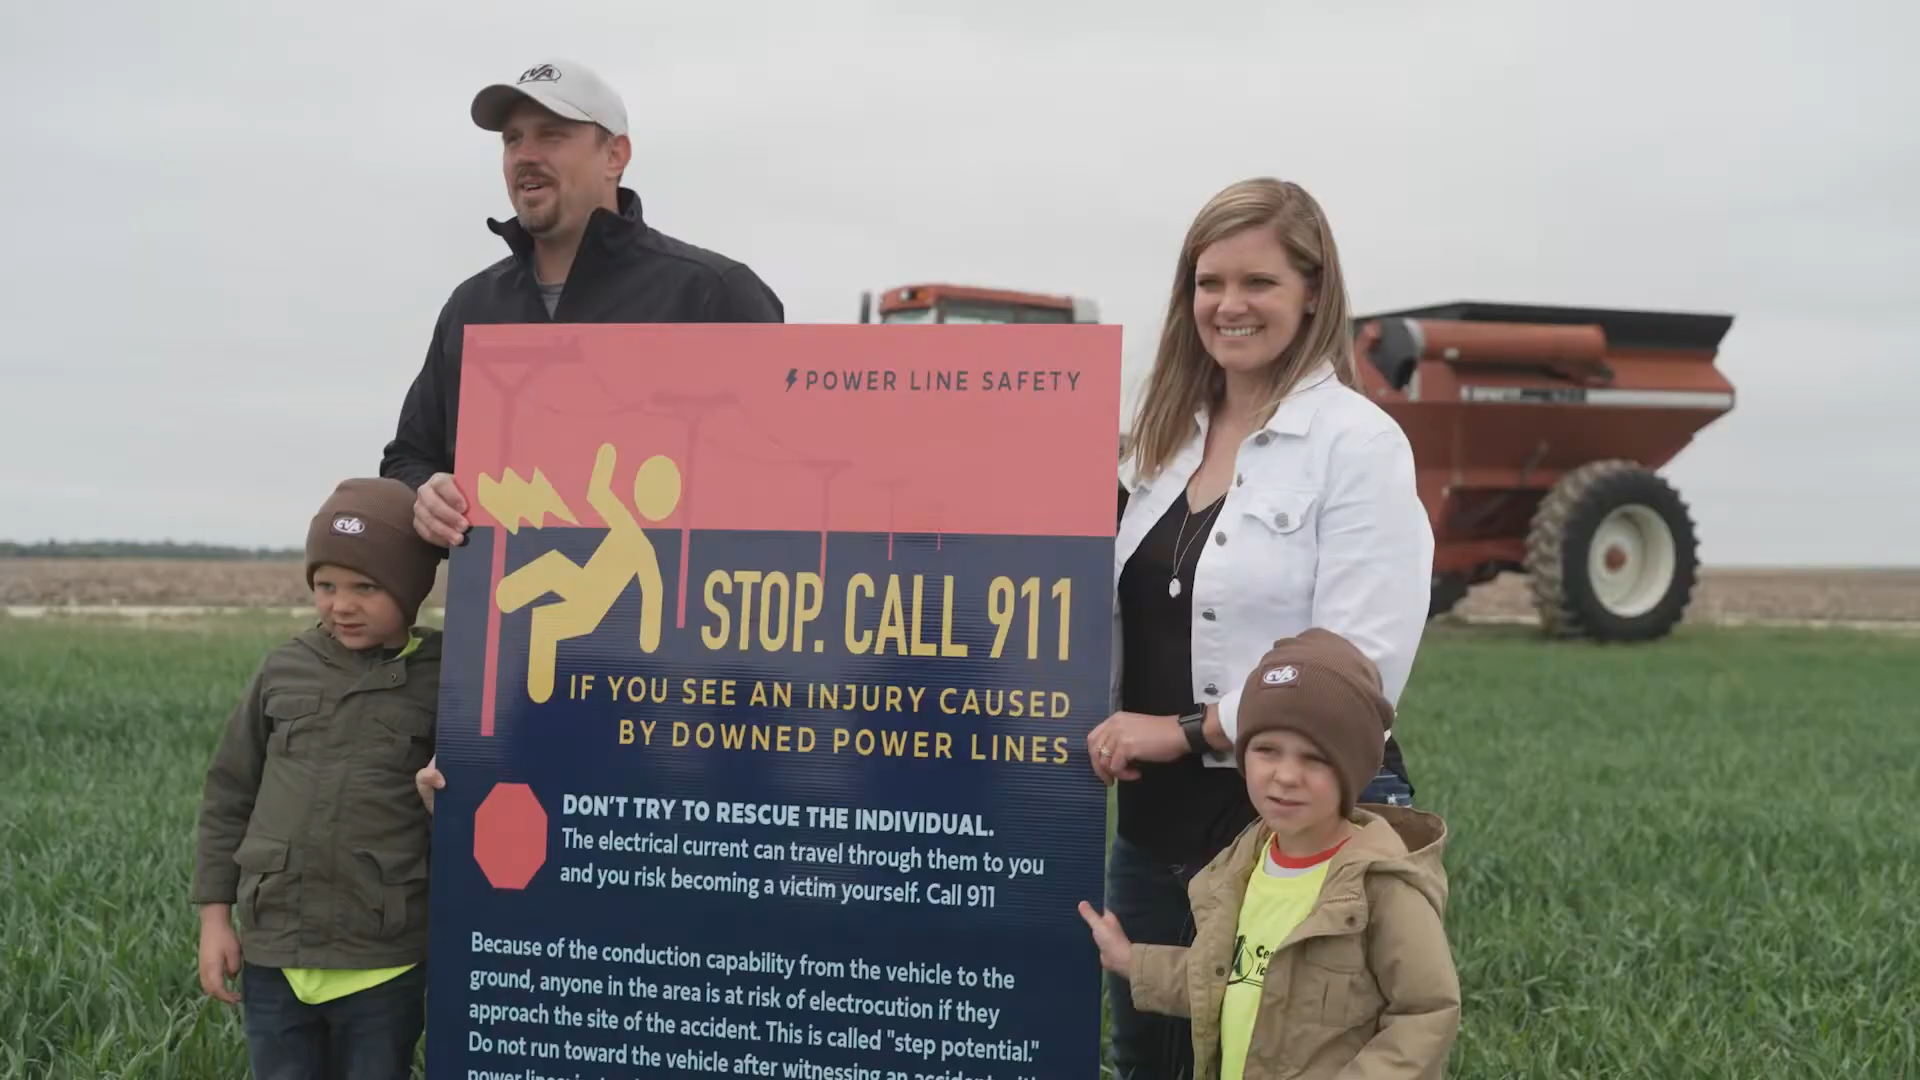 CVA
POWER LINE SAFETY
CVA
STOP. CALL 911
IF YOU SEE AN INJURY CAUSED
BY DOWNED POWER LINES
CVA
DON'T TRY TO RESCUE THE INDIVIDUAL.
The electrical current can travel through them to you
and you risk becoming a victim yourself. Call 911
Because of the conduction capability from the vehicle to the
ground, anyone in the area is at risk of electrocution if they
approach the site of the accident. This is called "step potential."
Do not run toward the vehicle after witnessing an accident